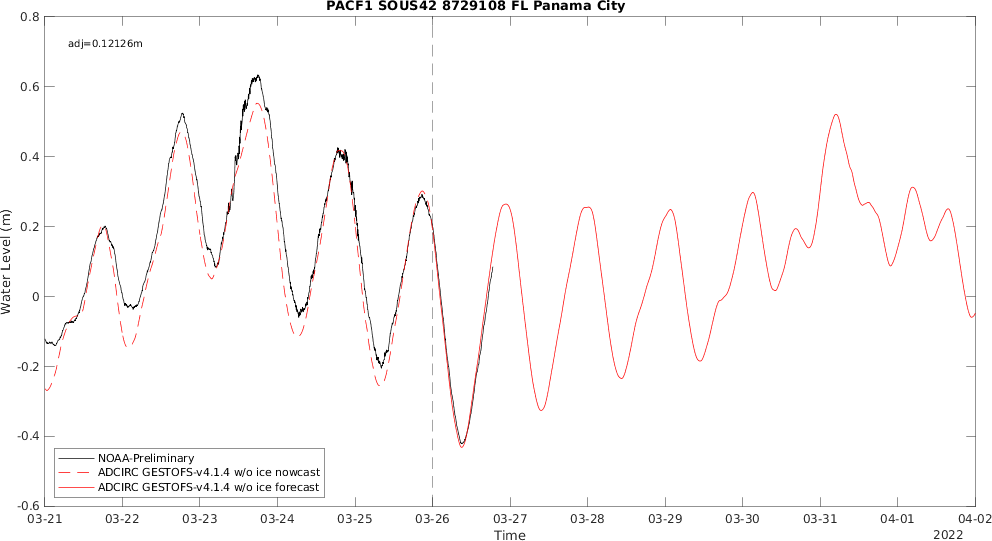 PACF1 SOUS42 8729108 FL Panama City
0.8
adj=0.12126m
0.6
0.4
0.2
0
-0.2
-0.4
-0.6
Water Level (m)
NOAA-Preliminary
ADCIRC GESTOFS-v4.1.4 w/o ice nowcast
ADCIRC GESTOFS-v4.1.4 w/o ice forecast
03-21 03-22 03-23 03-24 03-25 03-26 03-27 03-28 03-29 03-30 03-31 04-01 04-02
Time
2022